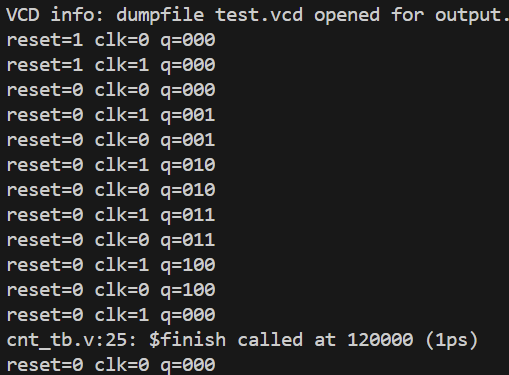 VCD info: dumpfile test.vcd opened for output.
reset=1 clk=0 q=000
reset=1 clk=1 q=000
reset=0 clk=0 q=000
reset=0 clk=1 q=001
reset=0 clk=0 q=001
reset=0 clk=1 q=010
reset=0 clk=0 q=010
reset=0 clk=1 q=011
reset=0 clk=0 q=011
reset=0 clk=1 q=100
reset=0 clk=0 q=100
reset=0 clk=1 q=000
cnt_tb.v:25: $finish called at 120000 (1ps)
reset=0 clk=0 q=000